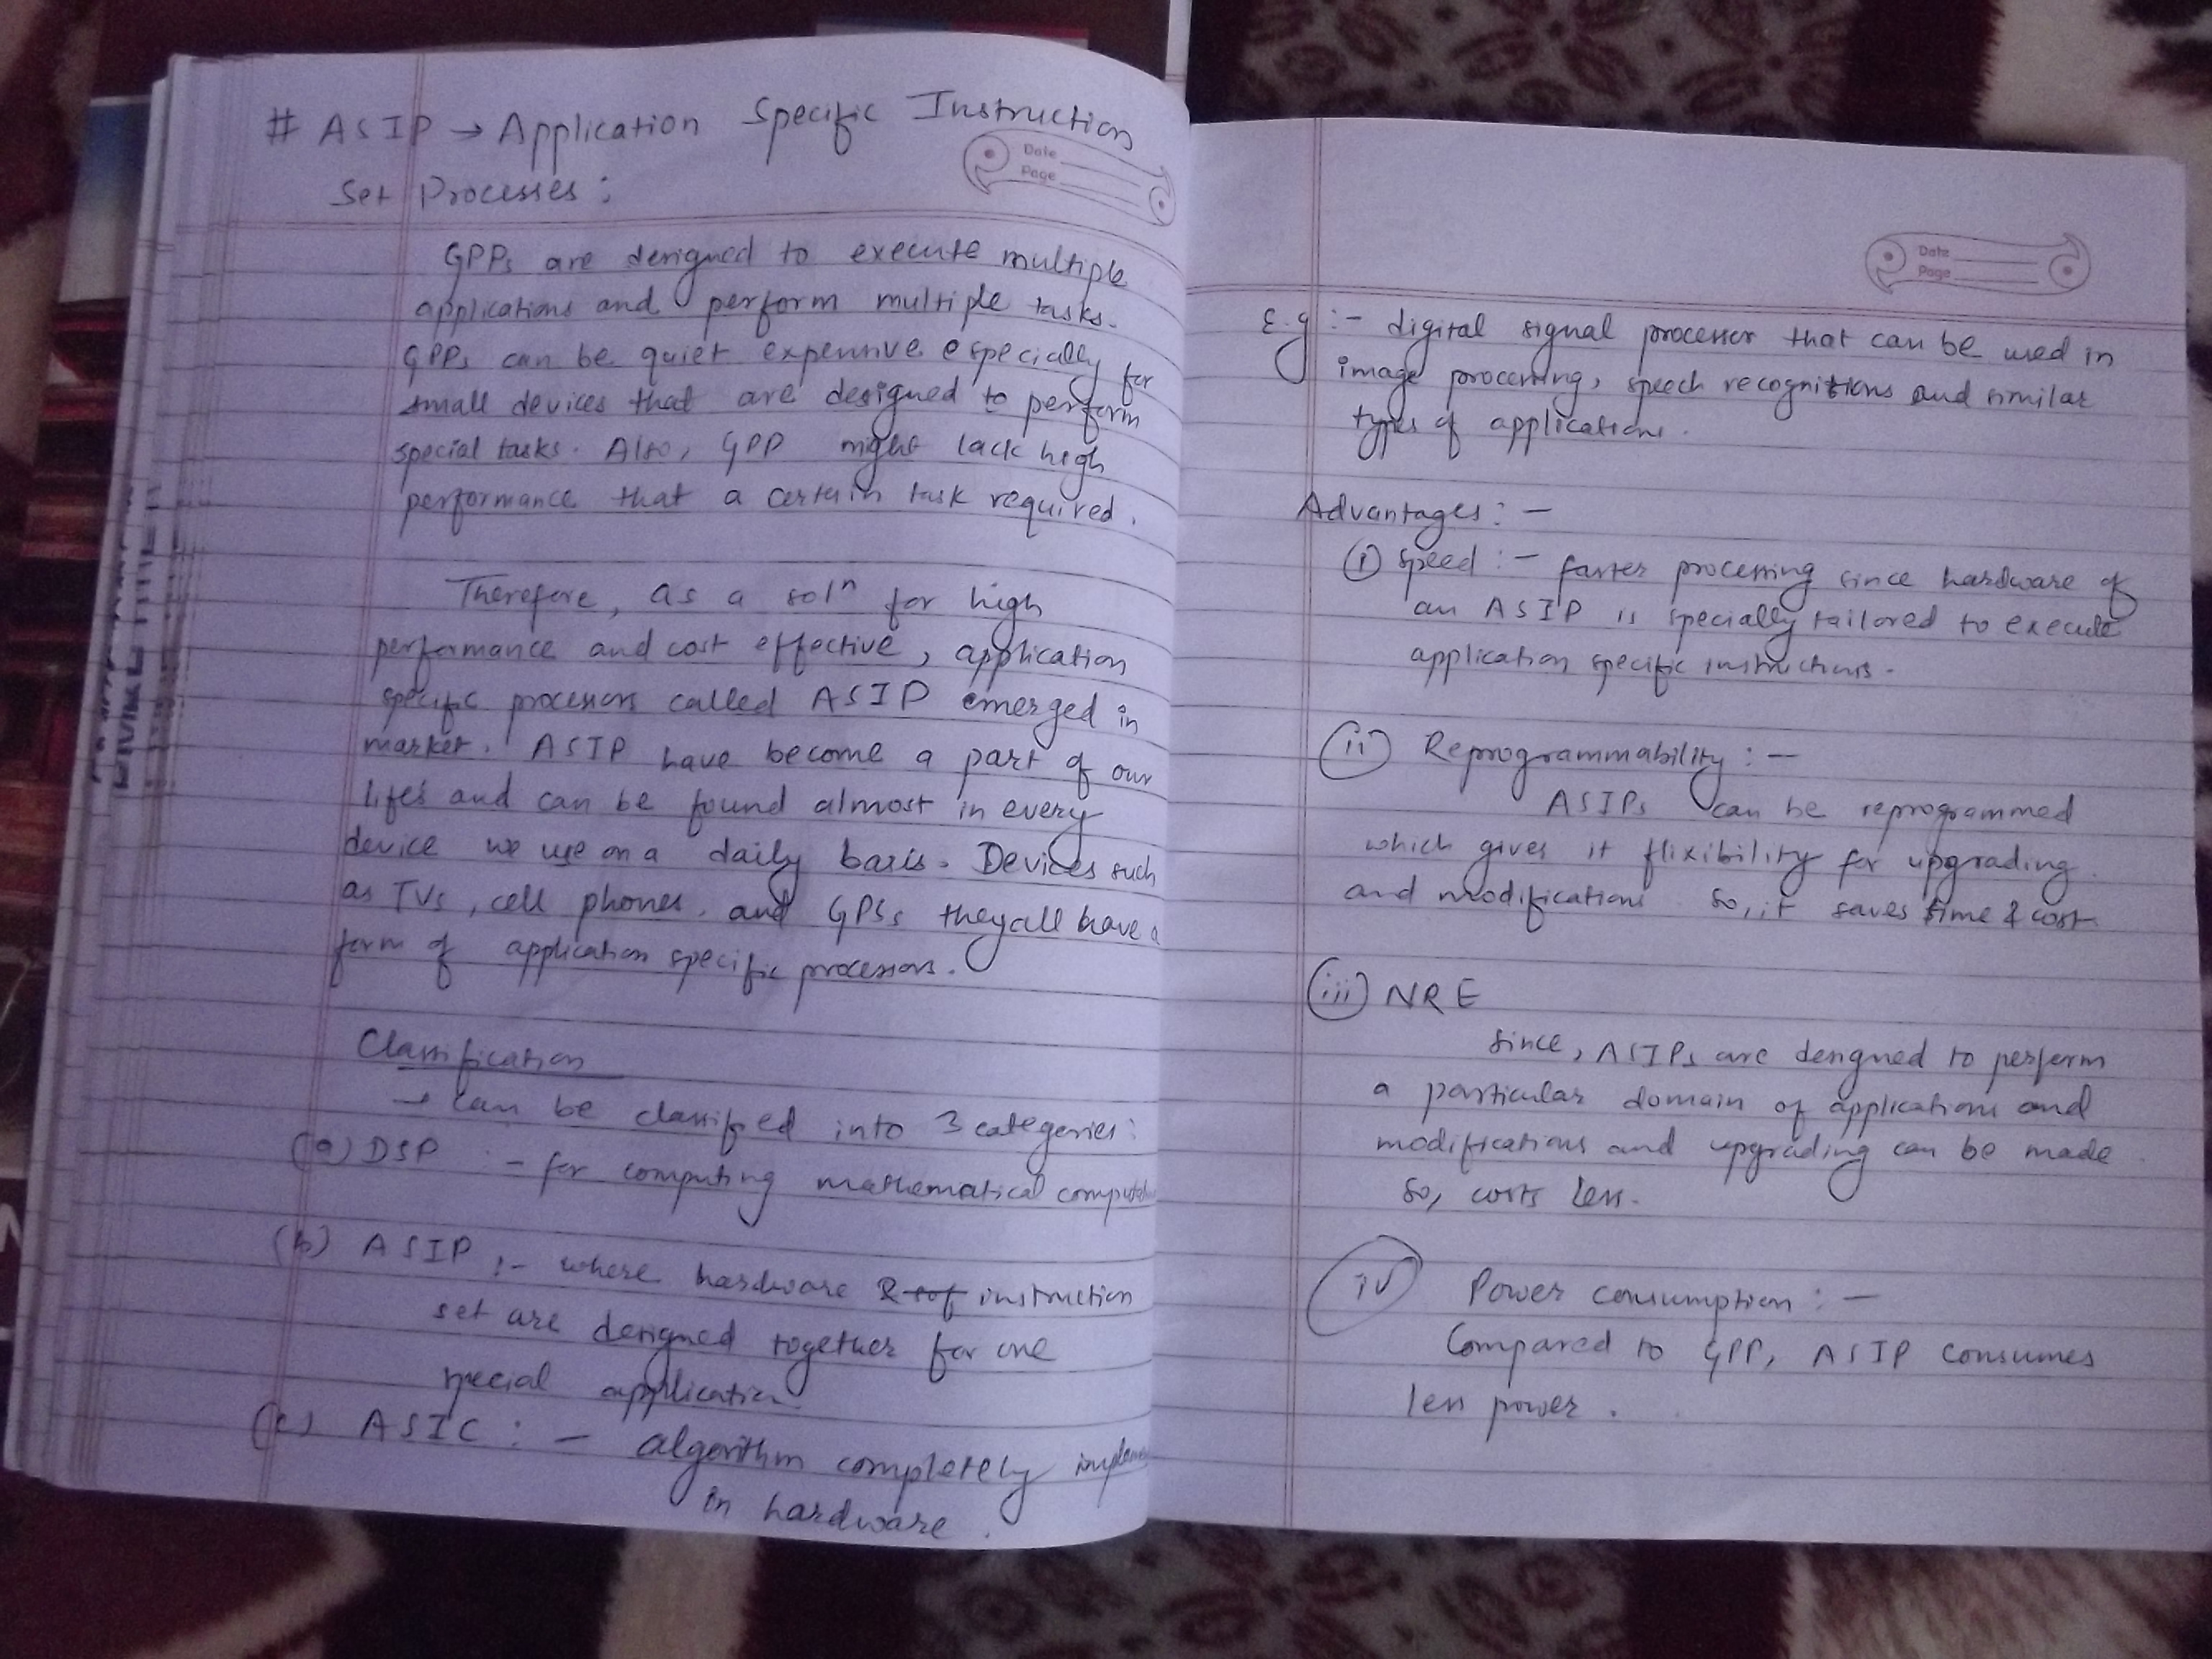 # ASIP → Application Specific Instruction
Set Processes :
Date
Page
GPPs are designed to execute multiple
applications and perform multiple tasks.
GPPs can be quiet expensive especially for
small devices that are designed to perform
special tasks. Also, GPP might lack high
performance that a certain task required.
Therefore, as a solⁿ for high
performance and cost effective, application
specific processors called ASIP emerged in
market. ASIP have become a part of our
lifes and can be found almost in every
device we use on a daily basis. Devices such
as TVs, cell phones, and GPSs they all have a
form of application specific processors.
Classification
→ Can be classified into 3 categories:
(a) DSP :- for computing mathematical
(b) ASIP :- where hardware & instruction
set are designed together for one
special application
(c) ASIC :- algorithm completely
in hardware.
Date
Page
E.g :- digital signal processor that can be used in
image processing, speech recognitions and similar
types of applications.
Advantages :-
(i) speed :- faster processing since hardware of
an ASIP is specially tailored to execute
application specific instructions.
(ii) Reprogrammability :-
ASIPs can be reprogrammed
which gives it flixibility for upgrading
and modifications. So, it saves time & cost
(iii) NRE
Since, ASIPs are designed to perform
a particular domain of applications and
modifications and upgrading can be made
So, costs less.
(iv) Power consumption :-
Compared to GPP, ASIP consumes
less power.